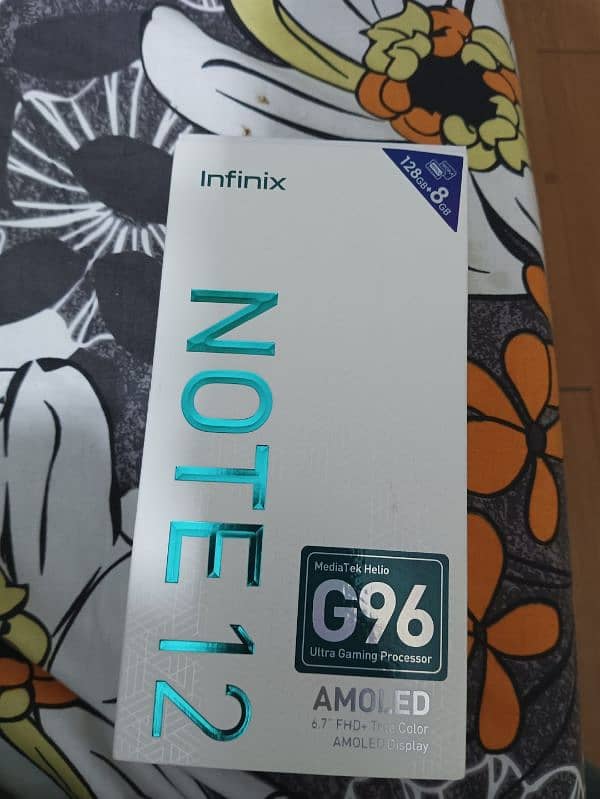 Infinix
128GB+8GB
NOTE 12
MediaTek Helio
G96
Ultra Gaming Processor
AMOLED
6.7" FHD+ True Color
AMOLED Display